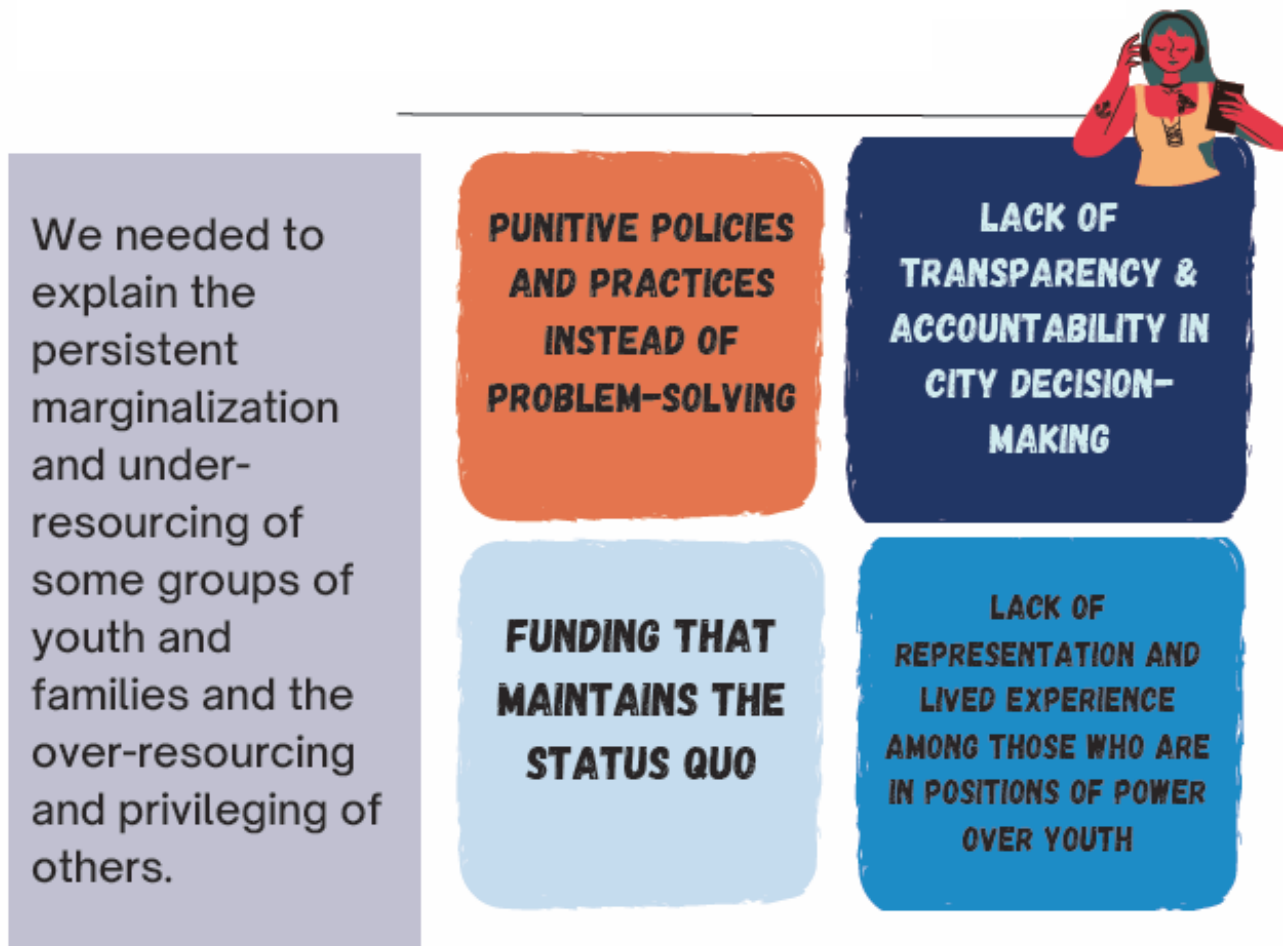 We needed to
explain the
persistent
marginalization
and under-
resourcing of
some groups of
youth and
families and the
over-resourcing
and privileging of
others.
PUNITIVE POLICIES
AND PRACTICES
INSTEAD OF
PROBLEM-SOLVING
LACK OF
TRANSPARENCY &
ACCOUNTABILITY IN
CITY DECISION-
MAKING
FUNDING THAT
MAINTAINS THE
STATUS QUO
LACK OF
REPRESENTATION AND
LIVED EXPERIENCE
AMONG THOSE WHO ARE
IN POSITIONS OF POWER
OVER YOUTH